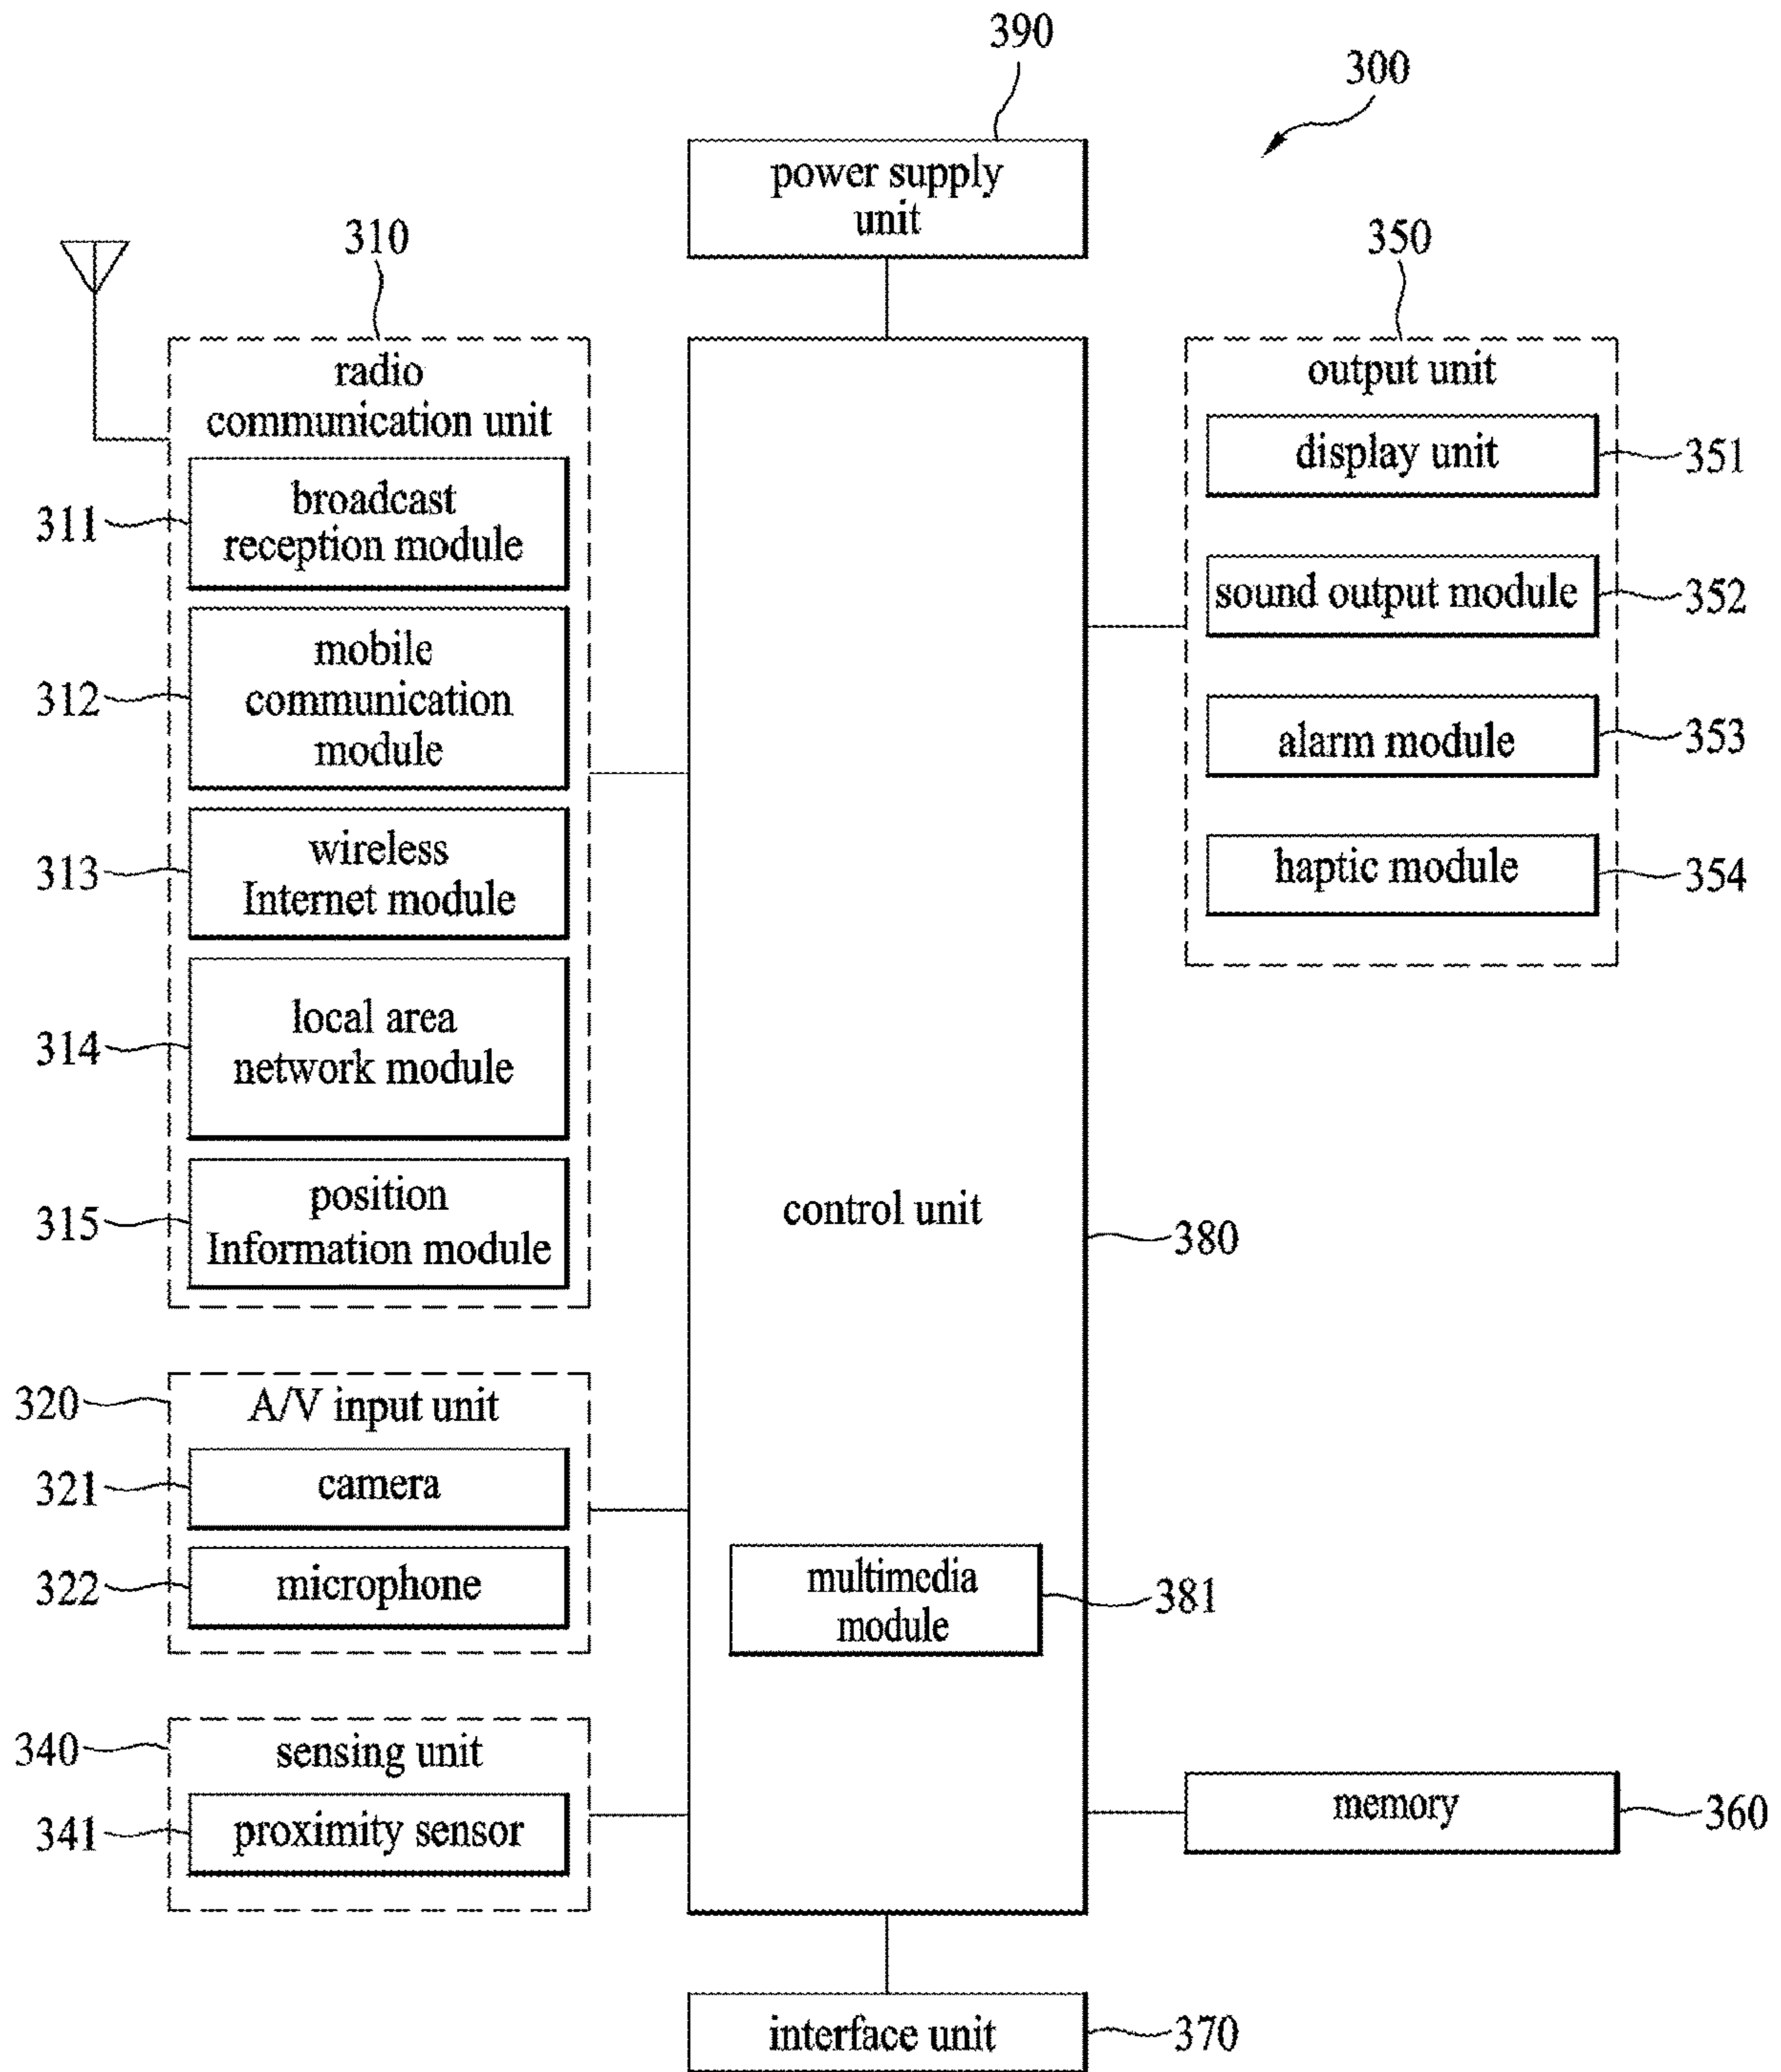 390
300
power supply
unit
310
350
radio
communication unit
311
broadcast
reception module
312
mobile
communication
module
313
wireless
Internet module
314
local area
network module
315
position
Information module
output unit
display unit
351
sound output module
352
alarm module
353
haptic module
354
control unit
380
320
A/V input unit
321
camera
322
microphone
multimedia
module
381
340
sensing unit
341
proximity sensor
memory
360
interface unit
370